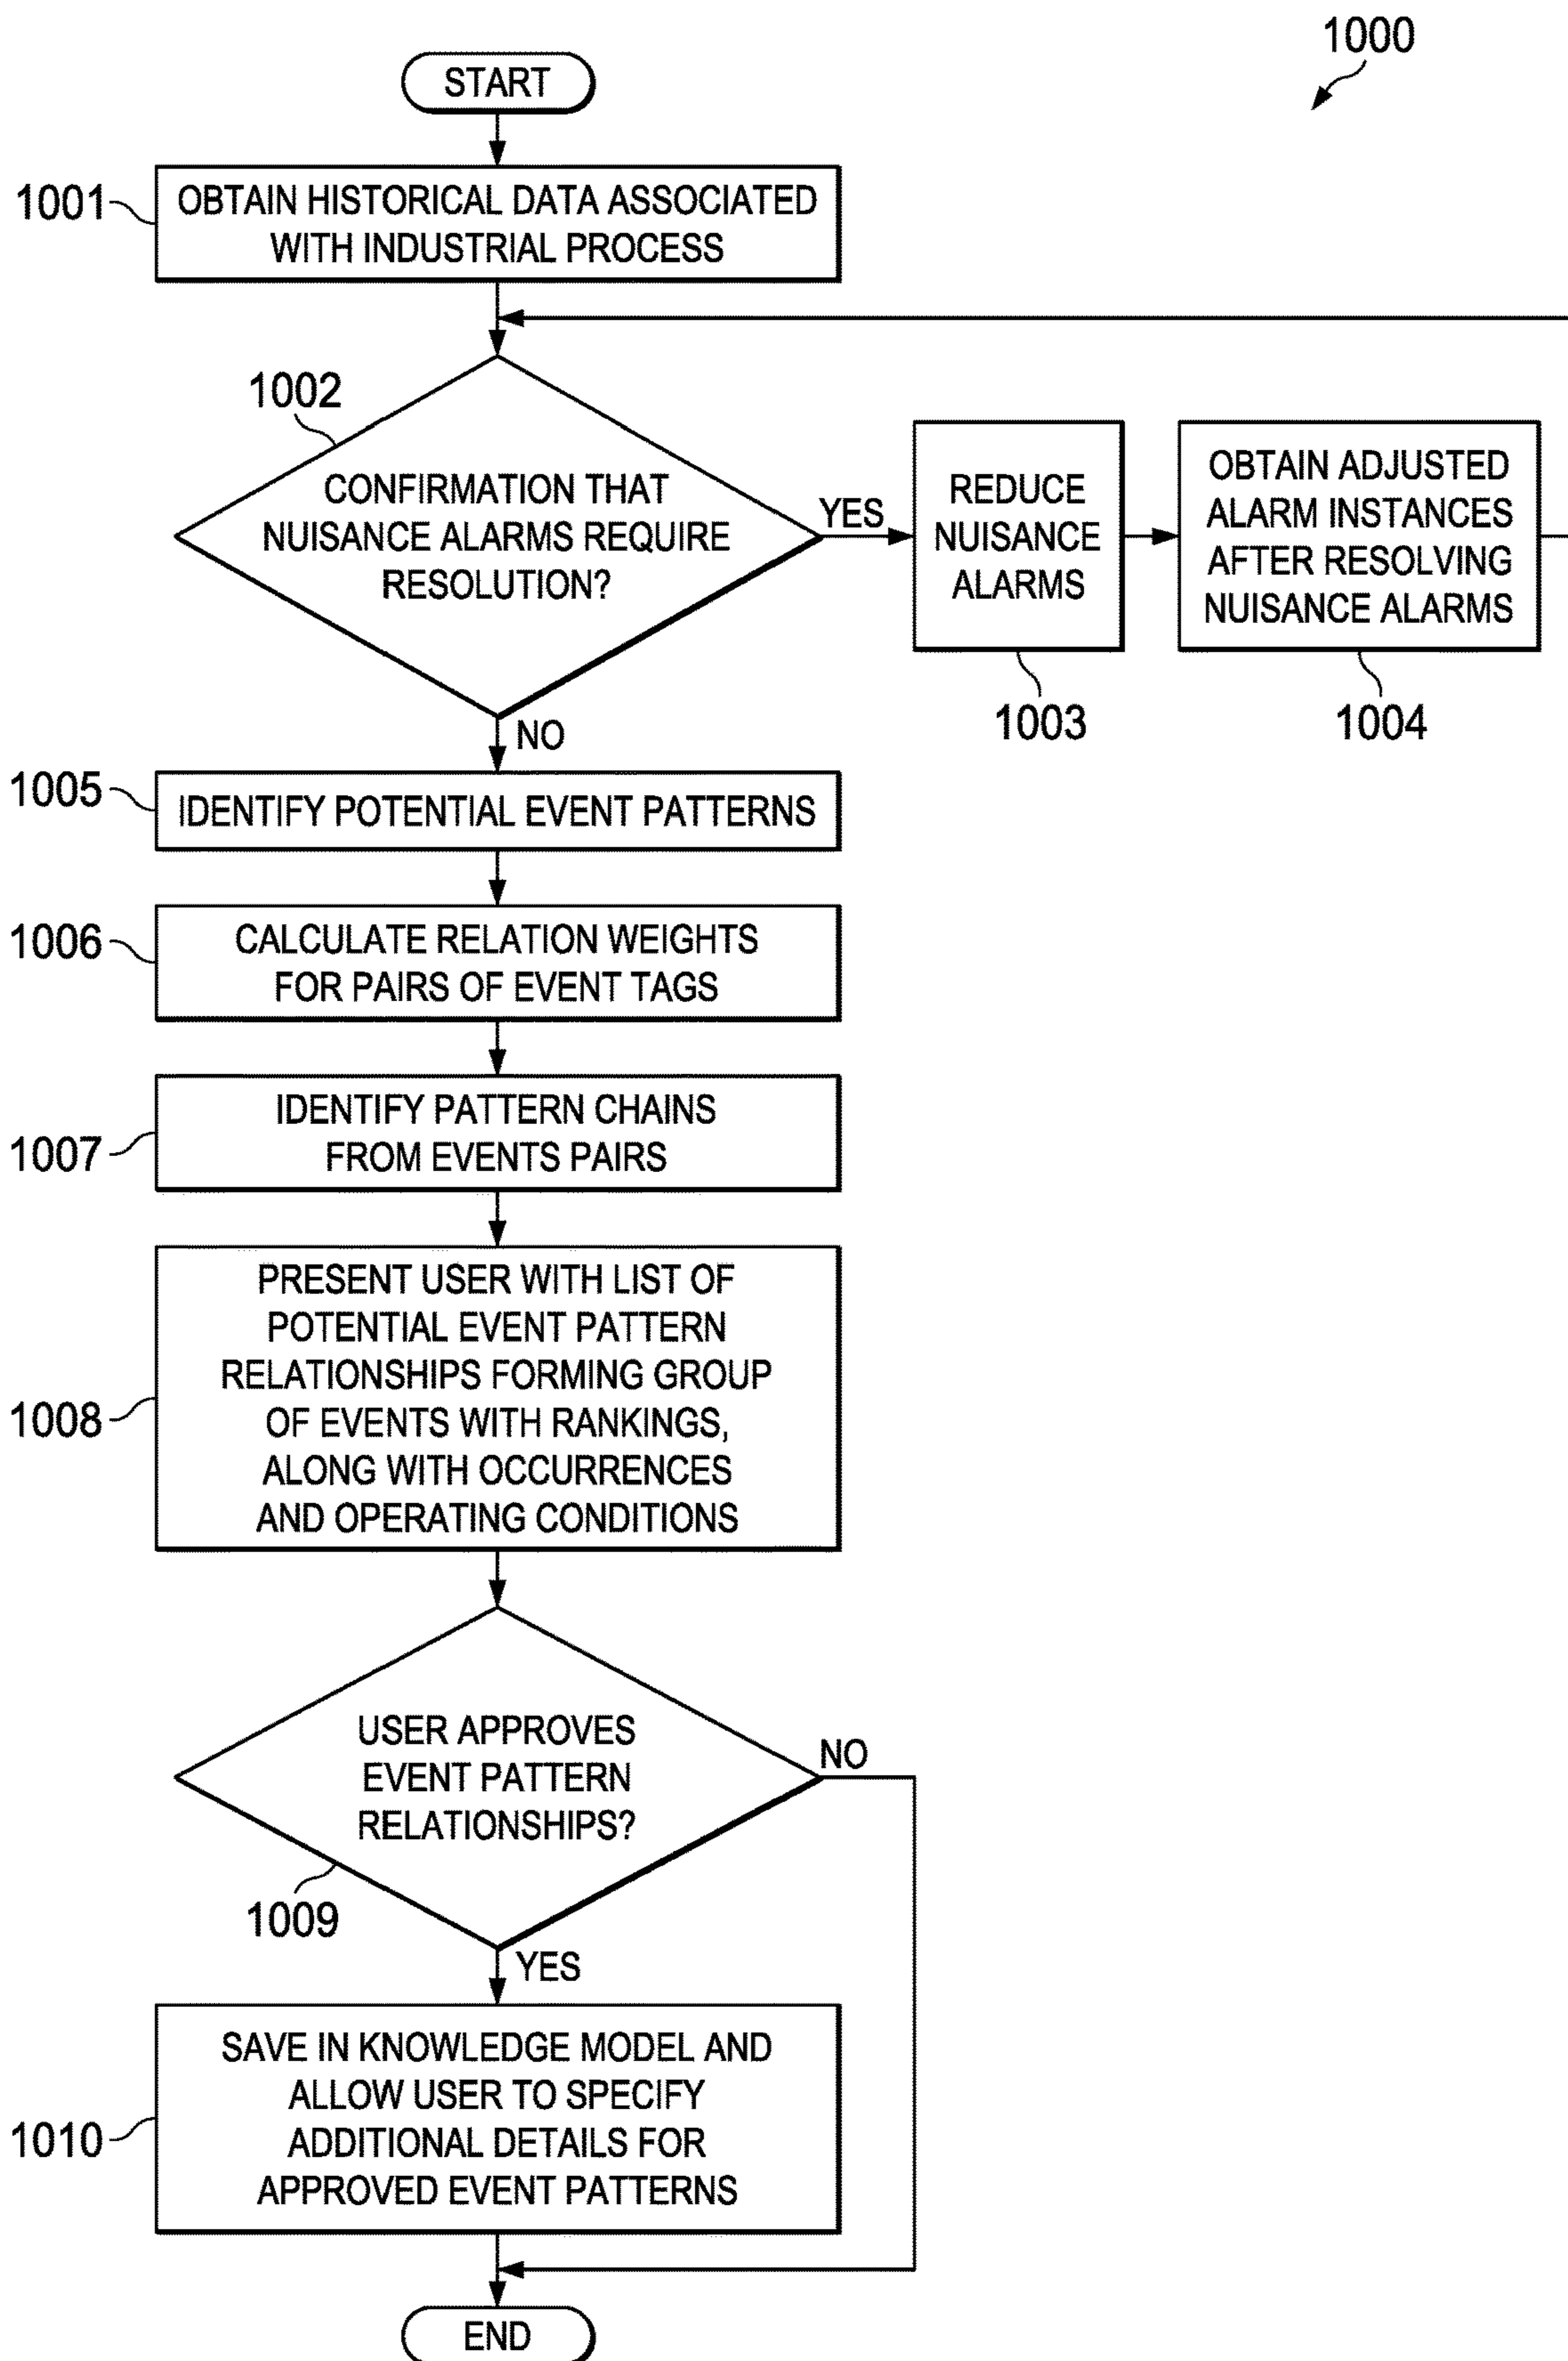 1000
START
1001
OBTAIN HISTORICAL DATA ASSOCIATED
WITH INDUSTRIAL PROCESS
1002
CONFIRMATION THAT
NUISANCE ALARMS REQUIRE
RESOLUTION?
YES
REDUCE
NUISANCE
ALARMS
1003
OBTAIN ADJUSTED
ALARM INSTANCES
AFTER RESOLVING
NUISANCE ALARMS
1004
NO
1005
IDENTIFY POTENTIAL EVENT PATTERNS
1006
CALCULATE RELATION WEIGHTS
FOR PAIRS OF EVENT TAGS
1007
IDENTIFY PATTERN CHAINS
FROM EVENTS PAIRS
1008
PRESENT USER WITH LIST OF
POTENTIAL EVENT PATTERN
RELATIONSHIPS FORMING GROUP
OF EVENTS WITH RANKINGS,
ALONG WITH OCCURRENCES
AND OPERATING CONDITIONS
USER APPROVES
EVENT PATTERN
RELATIONSHIPS?
NO
1009
YES
1010
SAVE IN KNOWLEDGE MODEL AND
ALLOW USER TO SPECIFY
ADDITIONAL DETAILS FOR
APPROVED EVENT PATTERNS
END